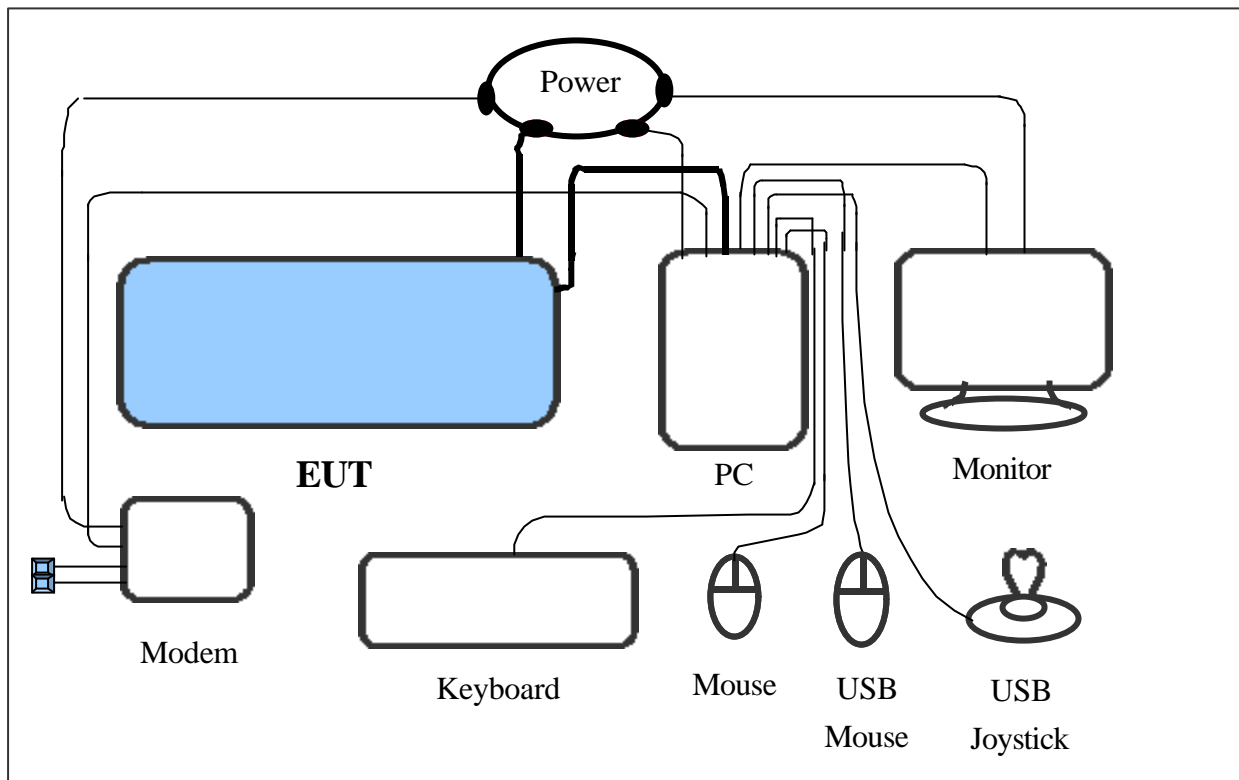 Power
EUT
PC
Monitor
Modem
Keyboard
Mouse
USB
Mouse
USB
Joystick